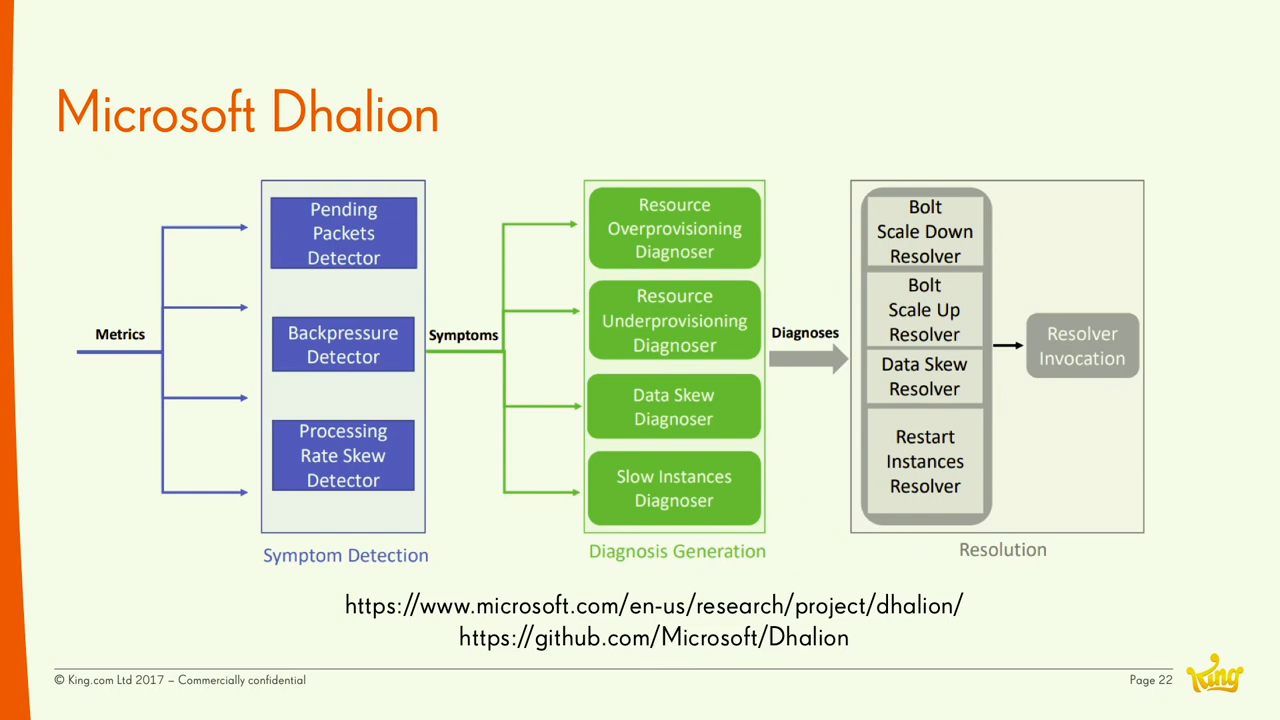 Microsoft Dhalion
Metrics
Pending
Packets
Detector
Backpressure
Detector
Processing
Rate Skew
Detector
Symptom Detection
Symptoms
Resource
Overprovisioning
Diagnoser
Resource
Underprovisioning
Diagnoser
Data Skew
Diagnoser
Slow Instances
Diagnoser
Diagnosis Generation
Diagnoses
Bolt
Scale Down
Resolver
Bolt
Scale Up
Resolver
Data Skew
Resolver
Restart
Instances
Resolver
Resolver
Invocation
Resolution
https://www.microsoft.com/en-us/research/project/dhalion/
https://github.com/Microsoft/Dhalion
© King.com Ltd 2017 – Commercially confidential
Page 22
King